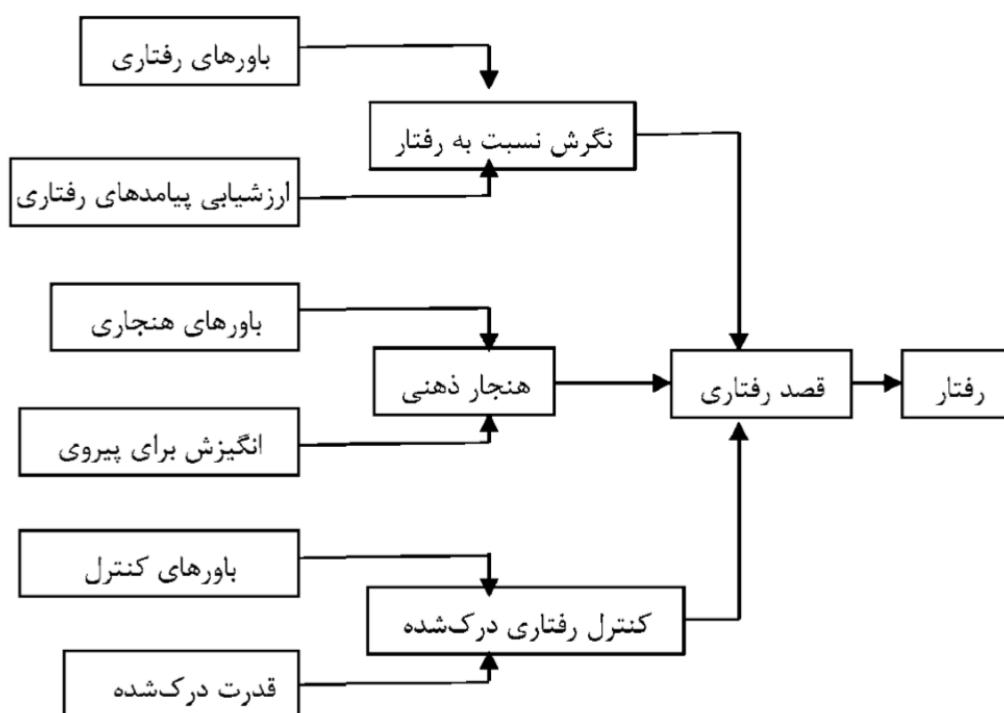 باورهای رفتاری
نگرش نسبت به رفتار
ارزشیابی پیامدهای رفتاری
باورهای هنجاری
هنجار ذهنی
قصد رفتاری
رفتار
انگیزش برای پیروی
باورهای کنترل
کنترل رفتاری درک‌شده
قدرت درک‌شده